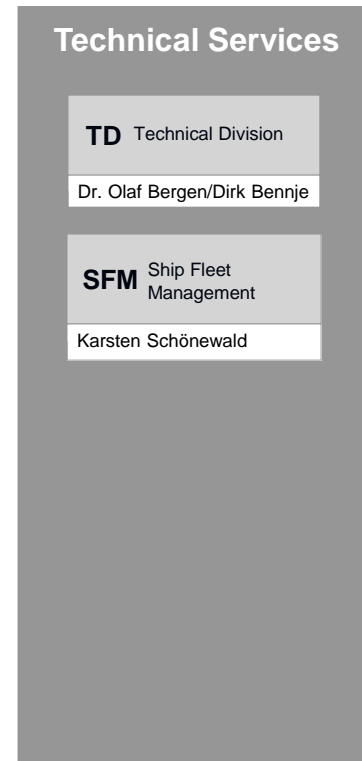 Technical Services
TD Technical Division
Dr. Olaf Bergen/Dirk Bennje
SFM Ship Fleet
Management
Karsten Schönewald